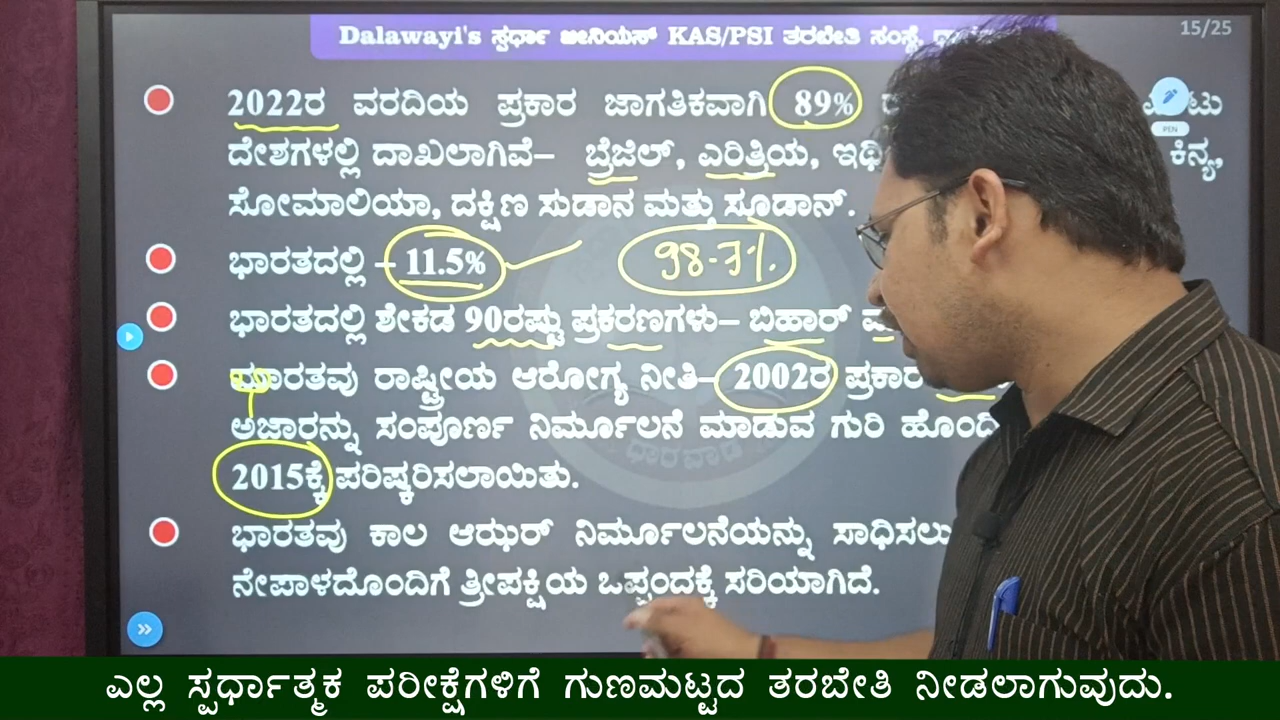 Dalawayi's ಸ್ಪರ್ಧಾ ಜೀನಿಯಸ್ KAS/PSI ತರಬೇತಿ ಸಂಸ್ಥೆ,
15/25
2022ರ ವರದಿಯ ಪ್ರಕಾರ ಜಾಗತಿಕವಾಗಿ 89%
PEN
ದೇಶಗಳಲ್ಲಿ ದಾಖಲಾಗಿವೆ– ಬ್ರೆಜಿಲ್, ಎರಿತ್ರಿಯ, ಕಿನ್ಯ,
ಸೋಮಾಲಿಯಾ, ದಕ್ಷಿಣ ಸುಡಾನ ಮತ್ತು ಸೂಡಾನ್.
ಭಾರತದಲ್ಲಿ – 11.5% 98-7%.
ಭಾರತದಲ್ಲಿ ಶೇಕಡ 90ರಷ್ಟು ಪ್ರಕರಣಗಳು– ಬಿಹಾರ್
ಭಾರತವು ರಾಷ್ಟ್ರೀಯ ಆರೋಗ್ಯ ನೀತಿ– 2002ರ ಪ್ರಕಾರ
ಅಜಾರನ್ನು ಸಂಪೂರ್ಣ ನಿರ್ಮೂಲನೆ ಮಾಡುವ ಗುರಿ
2015ಕ್ಕೆ ಪರಿಷ್ಕರಿಸಲಾಯಿತು.
ಭಾರತವು ಕಾಲ ಆಝರ್ ನಿರ್ಮೂಲನೆಯನ್ನು
ನೇಪಾಳದೊಂದಿಗೆ ತ್ರೀಪಕ್ಷಿಯ ಒಪ್ಪಂದಕ್ಕೆ ಸರಿಯಾಗಿದೆ.
ಧಾರವಾಡ
ಎಲ್ಲ ಸ್ಪರ್ಧಾತ್ಮಕ ಪರೀಕ್ಷೆಗಳಿಗೆ ಗುಣಮಟ್ಟದ ತರಬೇತಿ ನೀಡಲಾಗುವುದು.